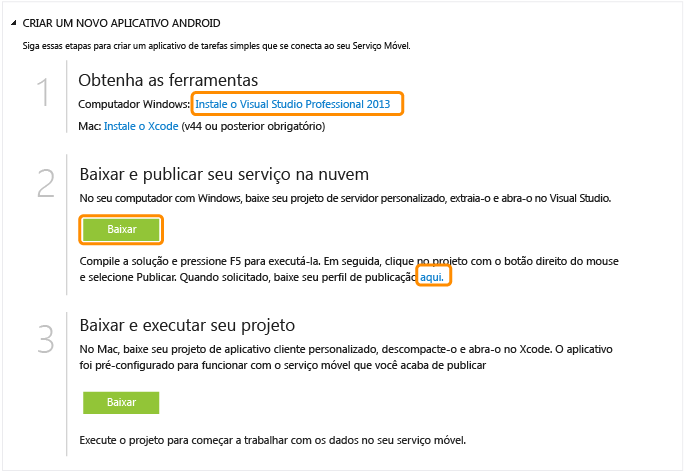 CRIAR UM NOVO APLICATIVO ANDROID
Siga essas etapas para criar um aplicativo de tarefas simples que se conecta ao seu Serviço Móvel.
1
Obtenha as ferramentas
Computador Windows: Instale o Visual Studio Professional 2013
Mac: Instale o Xcode (v44 ou posterior obrigatório)
2
Baixar e publicar seu serviço na nuvem
No seu computador com Windows, baixe seu projeto de servidor personalizado, extraia-o e abra-o no Visual Studio.
Baixar
Compile a solução e pressione F5 para executá-la. Em seguida, clique no projeto com o botão direito do mouse
e selecione Publicar. Quando solicitado, baixe seu perfil de publicação aqui.
3
Baixar e executar seu projeto
No Mac, baixe seu projeto de aplicativo cliente personalizado, descompacte-o e abra-o no Xcode. O aplicativo
foi pré-configurado para funcionar com o serviço móvel que você acaba de publicar
Baixar
Execute o projeto para começar a trabalhar com os dados no seu serviço móvel.